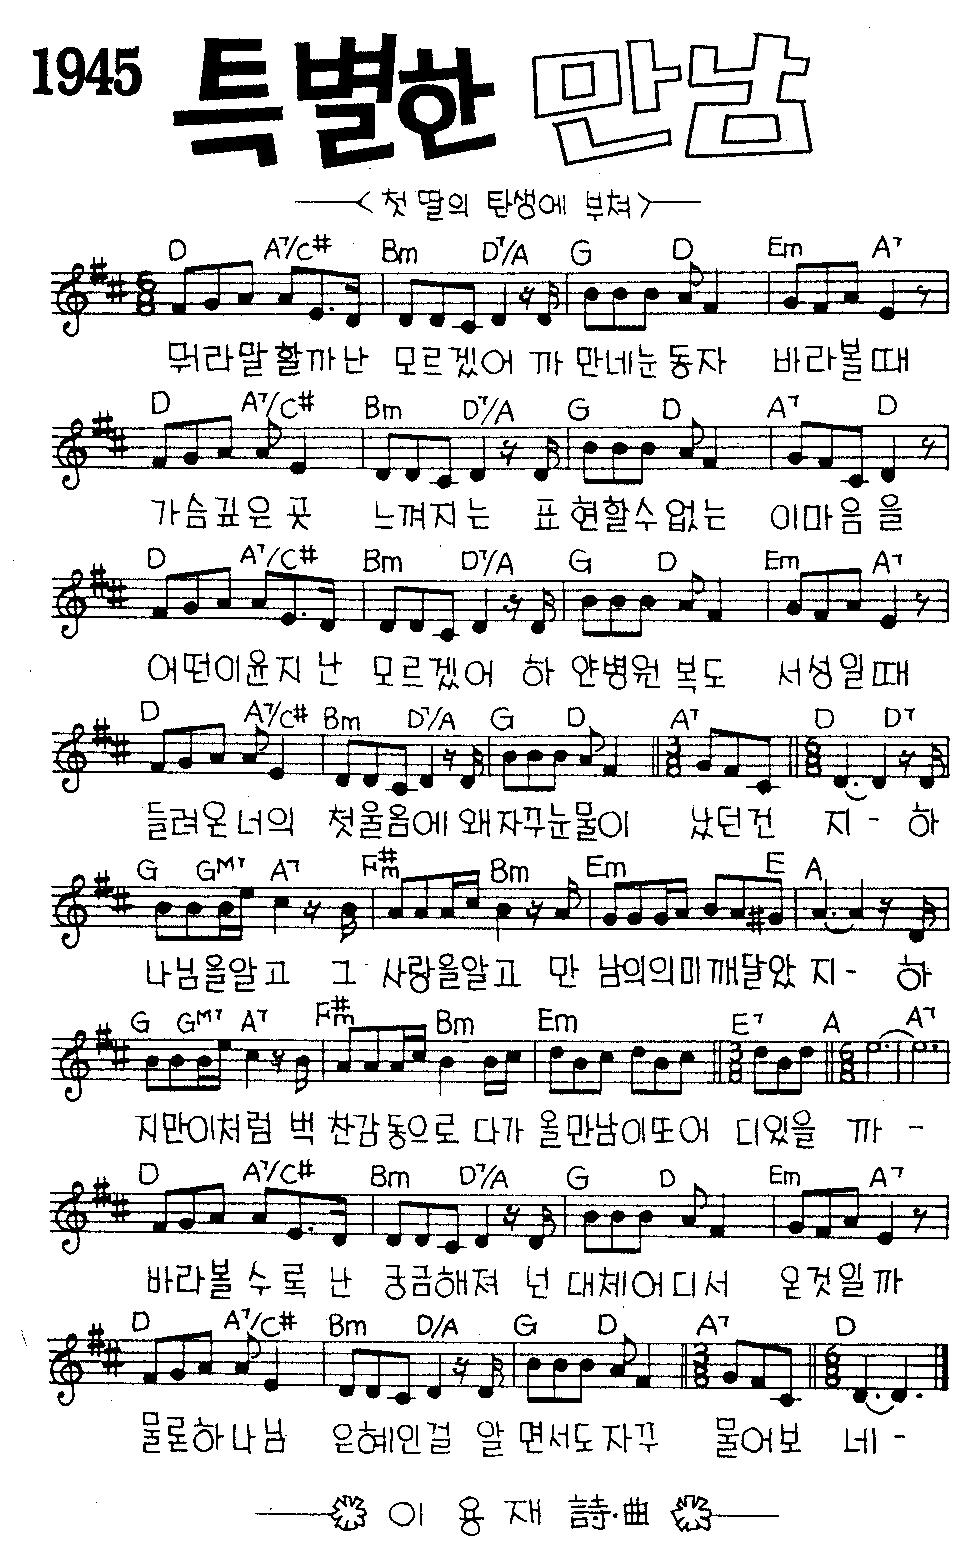 1945 특별한 만남
<첫 딸의 탄생에 부쳐>
D A7/C# Bm D7/A G D Em A7
뭐라말할까난 모르겠어 까 만네눈동자 바라볼때
D A7/C# Bm D7/A G D A7 D
가슴깊은 곳 느껴지는 표 현할수없는 이마음을
D A7/C# Bm D7/A G D Em A7
어떤이윤지 난 모르겠어 하 얀병원 복도 서성일때
D A7/C# Bm D7/A G D A7 D D7
들려온너의 첫울음에왜자꾸눈물이 났던건 지- 하
G GM7 A7 F#m Bm Em E A
나님을알고 그 사랑을알고 만 남의의미깨달았 지- 하
G GM7 A7 F#m Bm Em E7 A A7
지만이처럼 벅 찬감동으로 다가 올만남이또어 디있을 까 -
D A7/C# Bm D7/A G D Em A7
바라볼 수 록 난 궁금해져 넌 대체어디서 온것일까
D A7/C# Bm D/A G D A7 D
물론하나님 은혜인걸 알 면서도자꾸 물어보 네-
이 용 재 詩·曲